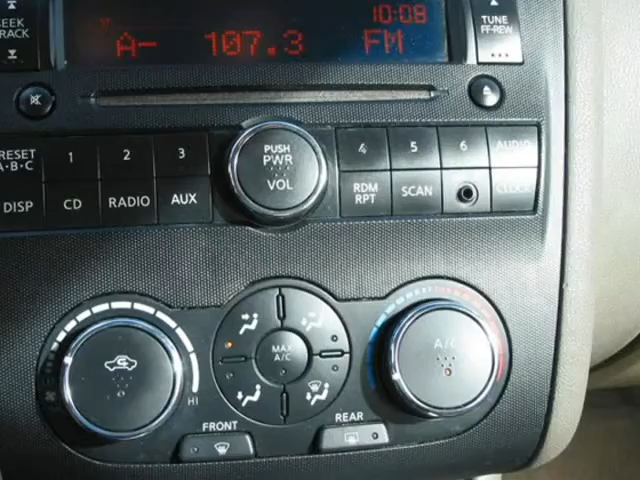 SEEK
TRACK
10:08
A- 107.3 FM
TUNE
FF·REW
PRESET
A·B·C
1
2
3
PUSH
PWR
VOL
4
5
6
AUDIO
DISP
CD
RADIO
AUX
RDM
RPT
SCAN
CLOCK
MAX
A/C
A/C
HI
FRONT
REAR